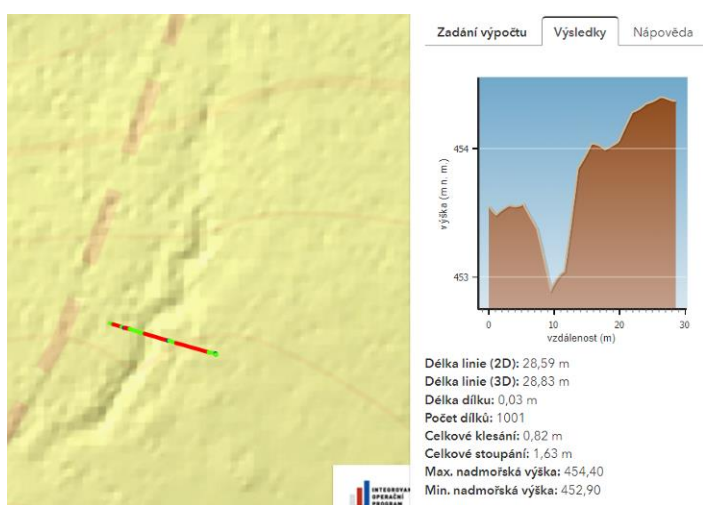 Zadání výpočtu Výsledky Nápověda
454
453
výška (m n. m.)
0 10 20 30
vzdálenost (m)
Délka linie (2D): 28,59 m
Délka linie (3D): 28,83 m
Délka dílku: 0,03 m
Počet dílků: 1001
Celkové klesání: 0,82 m
Celkové stoupání: 1,63 m
Max. nadmořská výška: 454,40
Min. nadmořská výška: 452,90
INTEGROVAN
OPERAČNÍ
PROGRAM